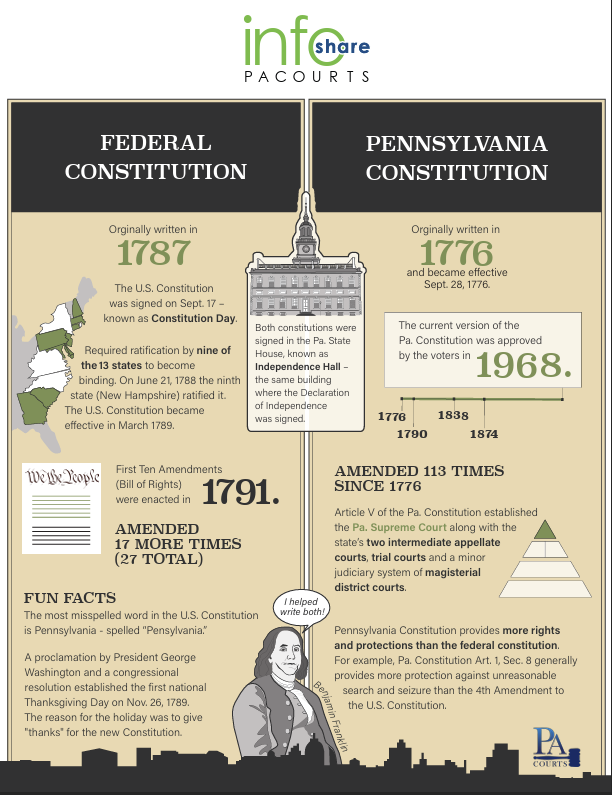 info share
PACOURTS
FEDERAL
CONSTITUTION
Orginally written in
1787
The U.S. Constitution
was signed on Sept. 17 –
known as Constitution Day.
Required ratification by nine of
the 13 states to become
binding. On June 21, 1788 the ninth
state (New Hampshire) ratified it.
The U.S. Constitution became
effective in March 1789.
We the People
First Ten Amendments
(Bill of Rights)
were enacted in 1791.
AMENDED
17 MORE TIMES
(27 TOTAL)
FUN FACTS
The most misspelled word in the U.S. Constitution
is Pennsylvania - spelled "Pensylvania."
A proclamation by President George
Washington and a congressional
resolution established the first national
Thanksgiving Day on Nov. 26, 1789.
The reason for the holiday was to give
"thanks" for the new Constitution.
Both constitutions were
signed in the Pa. State
House, known as
Independence Hall –
the same building
where the Declaration
of Independence
was signed.
I helped
write both!
Benjamin Franklin
PENNSYLVANIA
CONSTITUTION
Orginally written in
1776
and became effective
Sept. 28, 1776.
The current version of the
Pa. Constitution was approved
by the voters in 1968.
1776
1790
1838
1874
AMENDED 113 TIMES
SINCE 1776
Article V of the Pa. Constitution established
the Pa. Supreme Court along with the
state's two intermediate appellate
courts, trial courts and a minor
judiciary system of magisterial
district courts.
Pennsylvania Constitution provides more rights
and protections than the federal constitution.
For example, Pa. Constitution Art. 1, Sec. 8 generally
provides more protection against unreasonable
search and seizure than the 4th Amendment to
the U.S. Constitution.
PA
COURTS